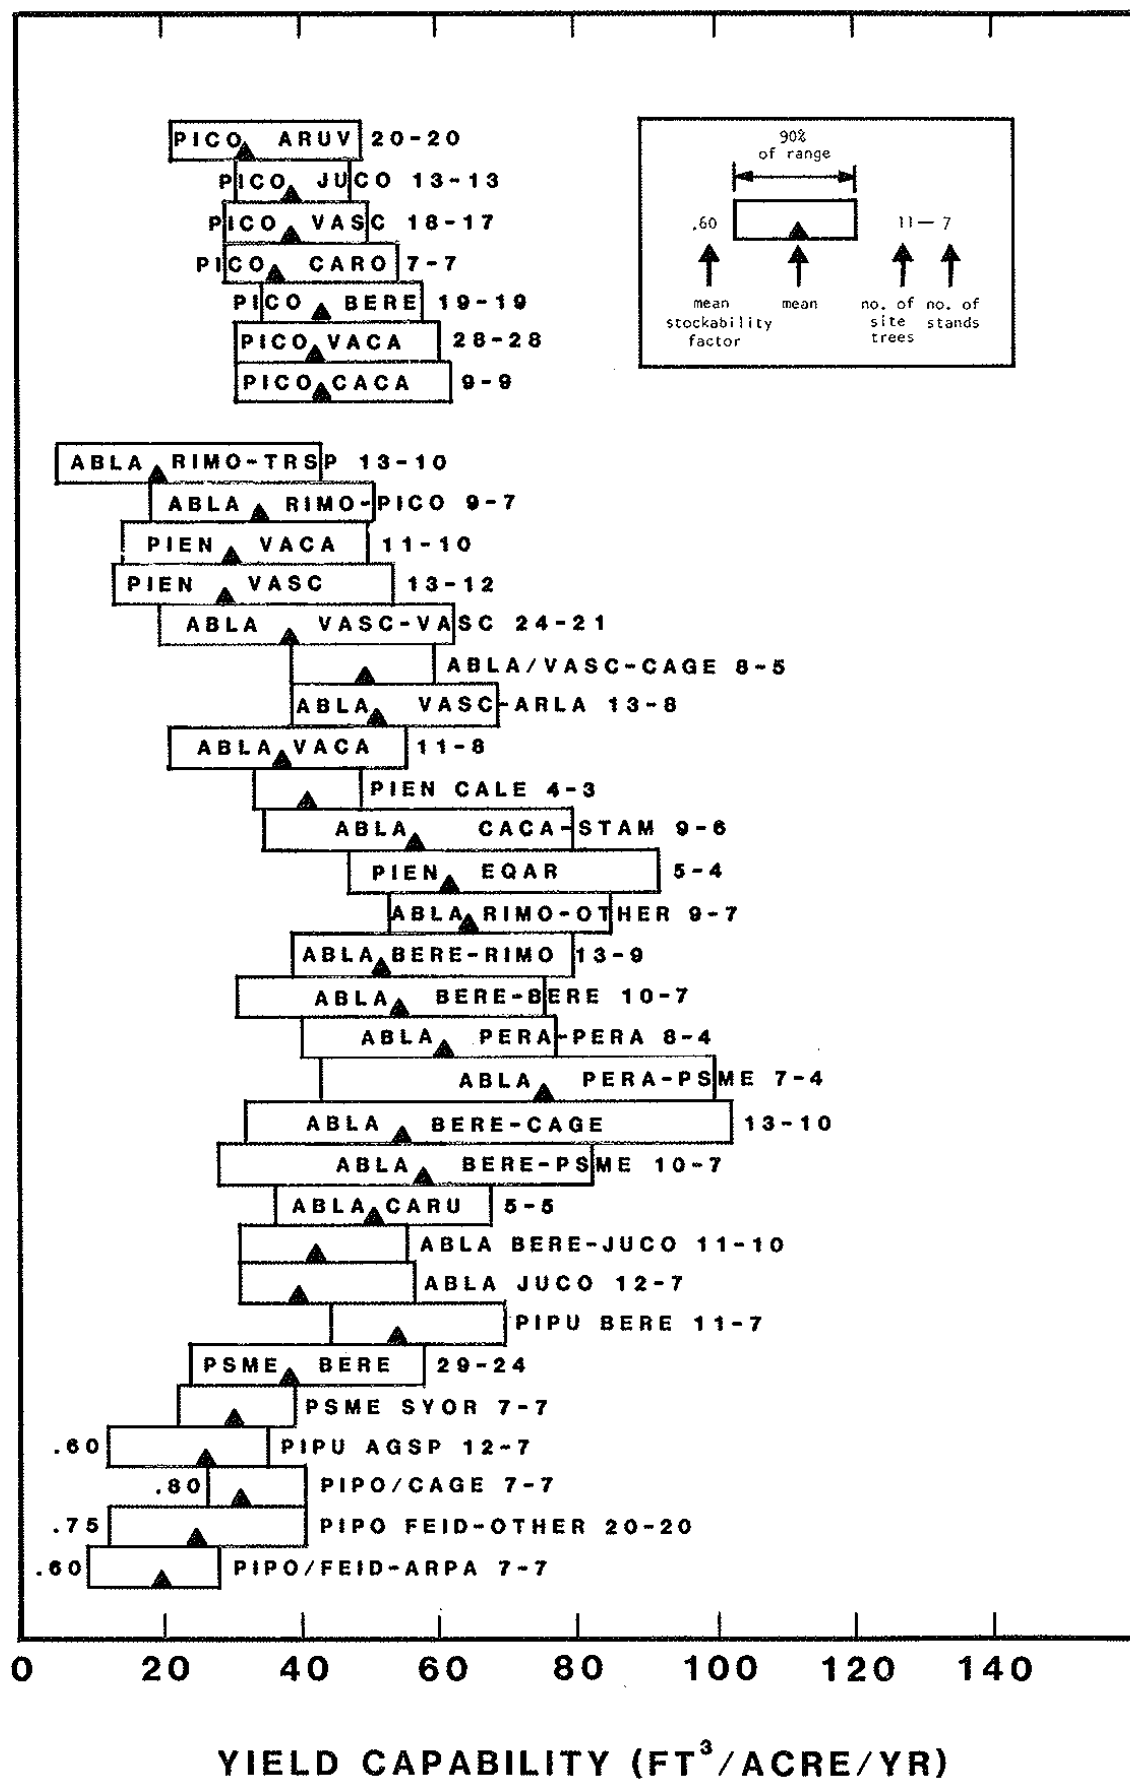 PICO ARUV 20-20
PICO JUCO 13-13
PICO VASC 18-17
PICO CARO 7-7
PICO BERE 19-19
PICO VACA 28-28
PICO CACA 9-9
90%
of range
.60
11-7
mean
stockability
factor
mean
no. of
site
trees
no. of
stands
ABLA RIMO-TRSP 13-10
ABLA RIMO-PICO 9-7
PIEN VACA 11-10
PIEN VASC 13-12
ABLA VASC-VASC 24-21
ABLA/VASC-CAGE 8-5
ABLA VASC-ARLA 13-8
ABLA VACA 11-8
PIEN CALE 4-3
ABLA CACA-STAM 9-6
PIEN EQAR 5-4
ABLA RIMO-OTHER 9-7
ABLA BERE-RIMO 13-9
ABLA BERE-BERE 10-7
ABLA PERA-PERA 8-4
ABLA PERA-PSME 7-4
ABLA BERE-CAGE 13-10
ABLA BERE-PSME 10-7
ABLA CARU 5-5
ABLA BERE-JUCO 11-10
ABLA JUCO 12-7
PIPU BERE 11-7
PSME BERE 29-24
PSME SYOR 7-7
.60 PIPU AGSP 12-7
.80 PIPO/CAGE 7-7
.75 PIPO FEID-OTHER 20-20
.60 PIPO/FEID-ARPA 7-7
0 20 40 60 80 100 120 140
YIELD CAPABILITY (FT³/ACRE/YR)